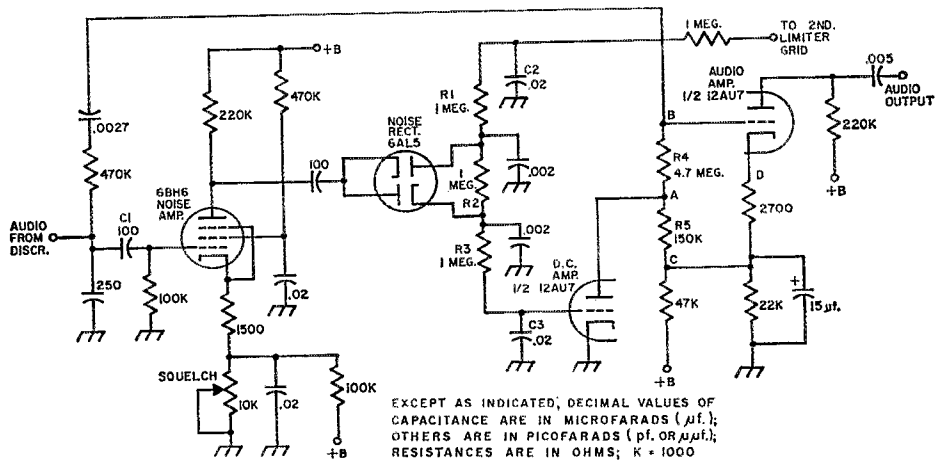 1 MEG.
TO 2ND.
LIMITER
GRID
+B
C2
.02
.005
AUDIO
AMP.
1/2 12AU7
AUDIO
OUTPUT
R1
1 MEG.
470K
220K
NOISE
RECT.
6AL5
B
220K
.0027
R4
4.7 MEG.
470K
100
1
MEG.
R2
.002
D
+B
6BH6
NOISE
AMP.
A
2700
AUDIO
FROM
DISCR.
C1
100
R3
1 MEG.
.002
R5
150K
D.C.
AMP.
1/2 12AU7
C
250
100K
.02
1500
47K
22K
+
15 µf.
C3
.02
SQUELCH
10K
.02
100K
+B
+B
EXCEPT AS INDICATED, DECIMAL VALUES OF
CAPACITANCE ARE IN MICROFARADS (µf.);
OTHERS ARE IN PICOFARADS (pf. OR µµf.);
RESISTANCES ARE IN OHMS; K = 1000